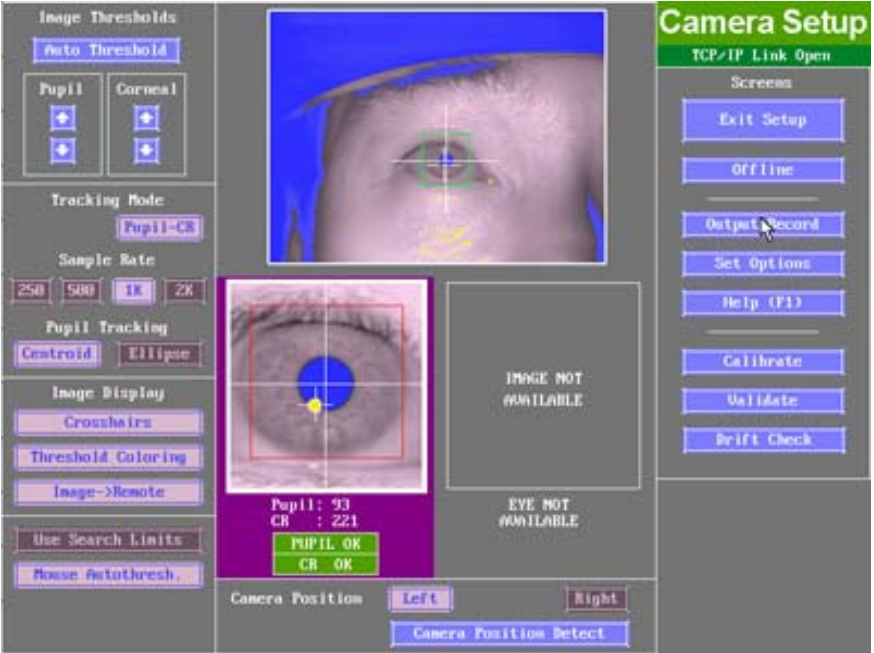 Image Thresholds
Auto Threshold
Pupil Corneal
Tracking Mode
Pupil-CR
Sample Rate
250 500 1K 2K
Pupil Tracking
Centroid Ellipse
Image Display
Crosshairs
Threshold Coloring
Image->Remote
Use Search Limits
Mouse Autothresh.
Pupil: 93
CR : 221
PUPIL OK
CR OK
IMAGE NOT
AVAILABLE
EYE NOT
AVAILABLE
Camera Position Left Right
Camera Position Detect
Camera Setup
TCP/IP Link Open
Screens
Exit Setup
Offline
Output/Record
Set Options
Help (F1)
Calibrate
Validate
Drift Check